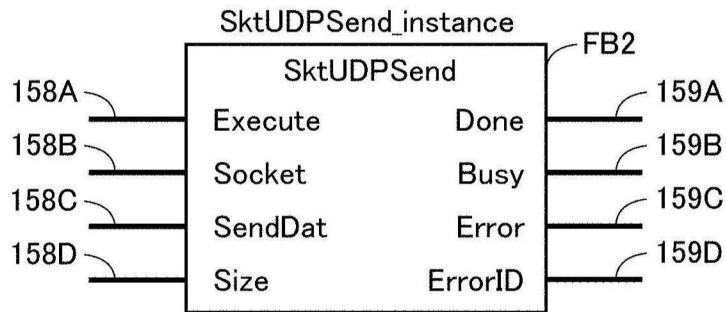 SktUDPSend_instance
FB2
SktUDPSend
158A Execute Done 159A
158B Socket Busy 159B
158C SendDat Error 159C
158D Size ErrorID 159D